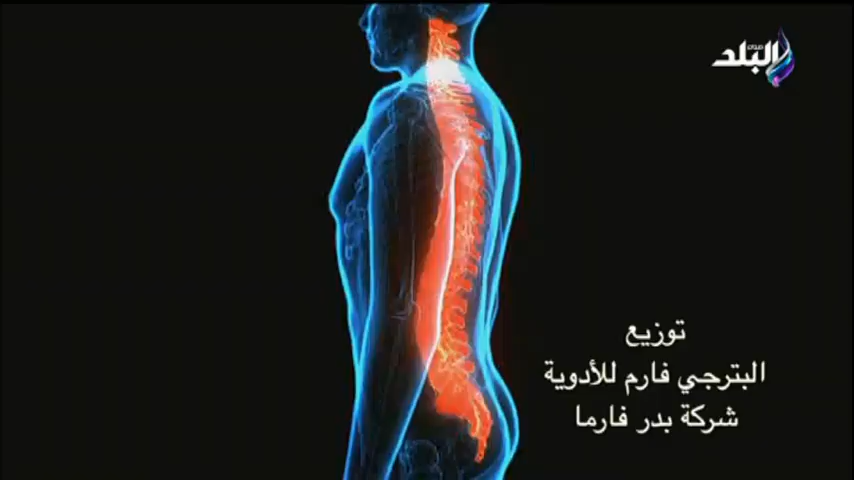 صدى
البلد
توزيع
البترجي فارم للأدوية
شركة بدر فارما